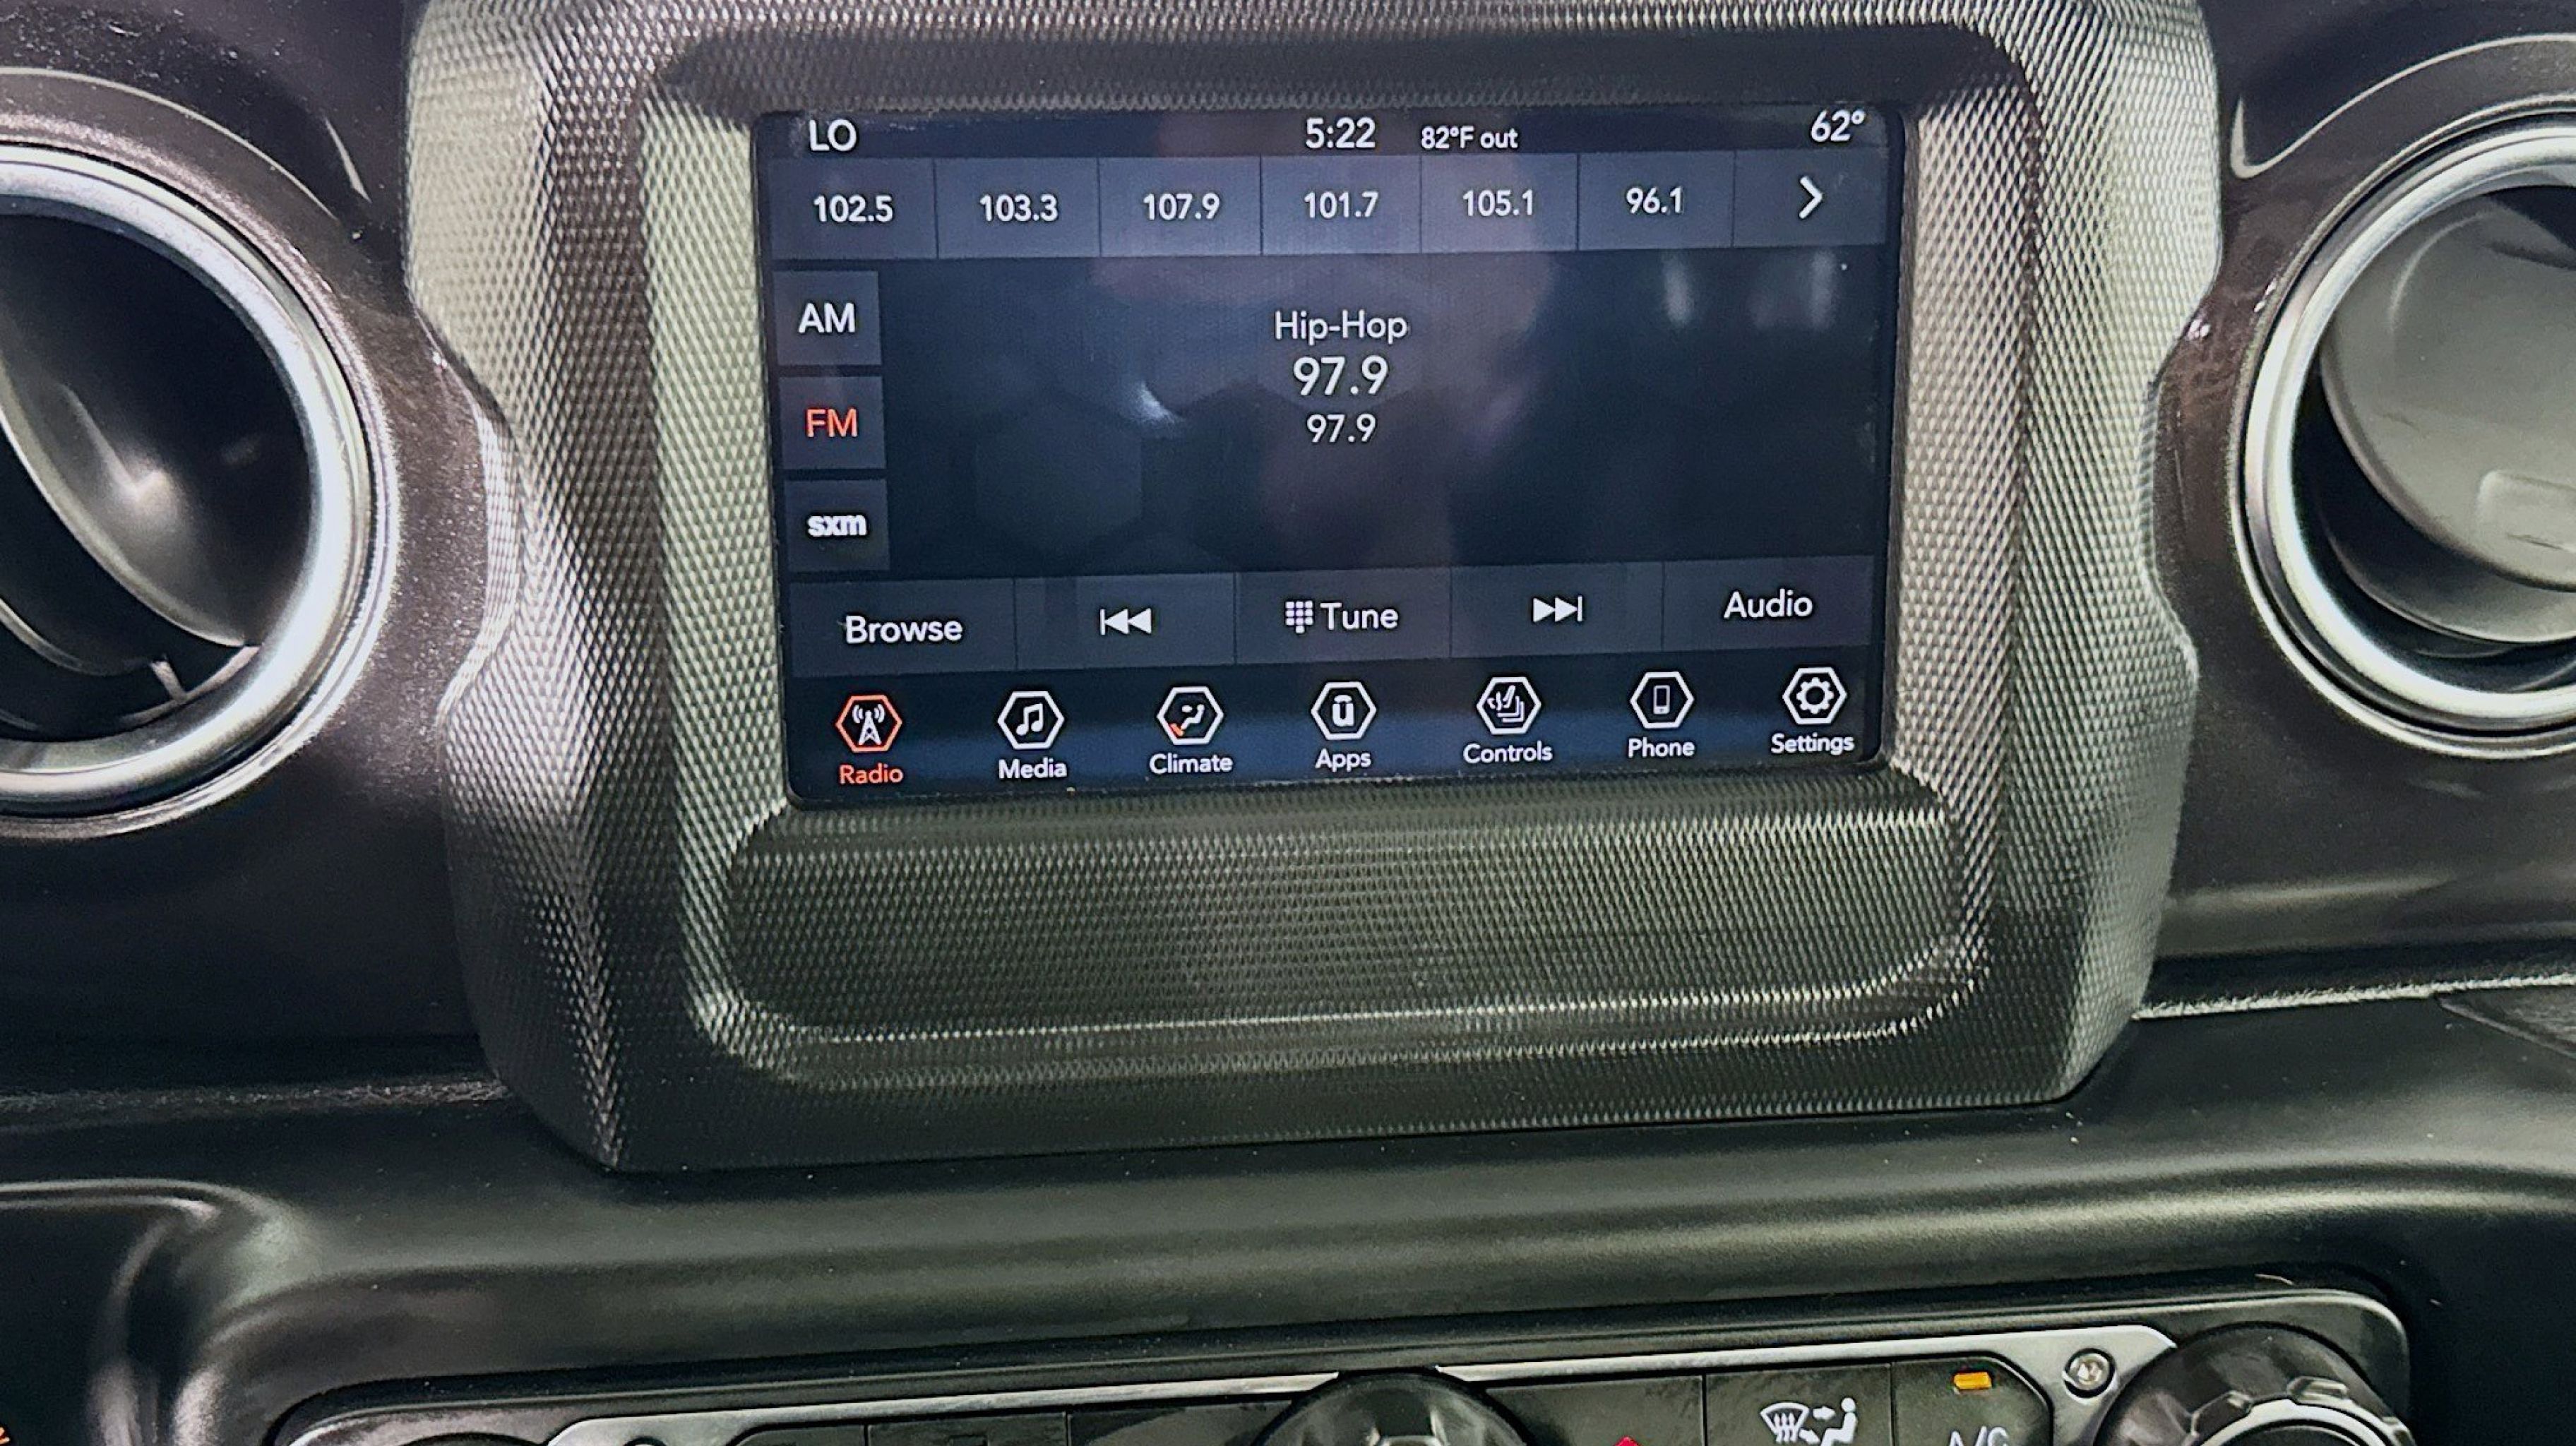 LO 5:22 82°F out 62°
102.5 103.3 107.9 101.7 105.1 96.1
AM
Hip-Hop
97.9
FM
97.9
sxm
Browse Tune Audio
Radio Media Climate Apps Controls Phone Settings
A/C